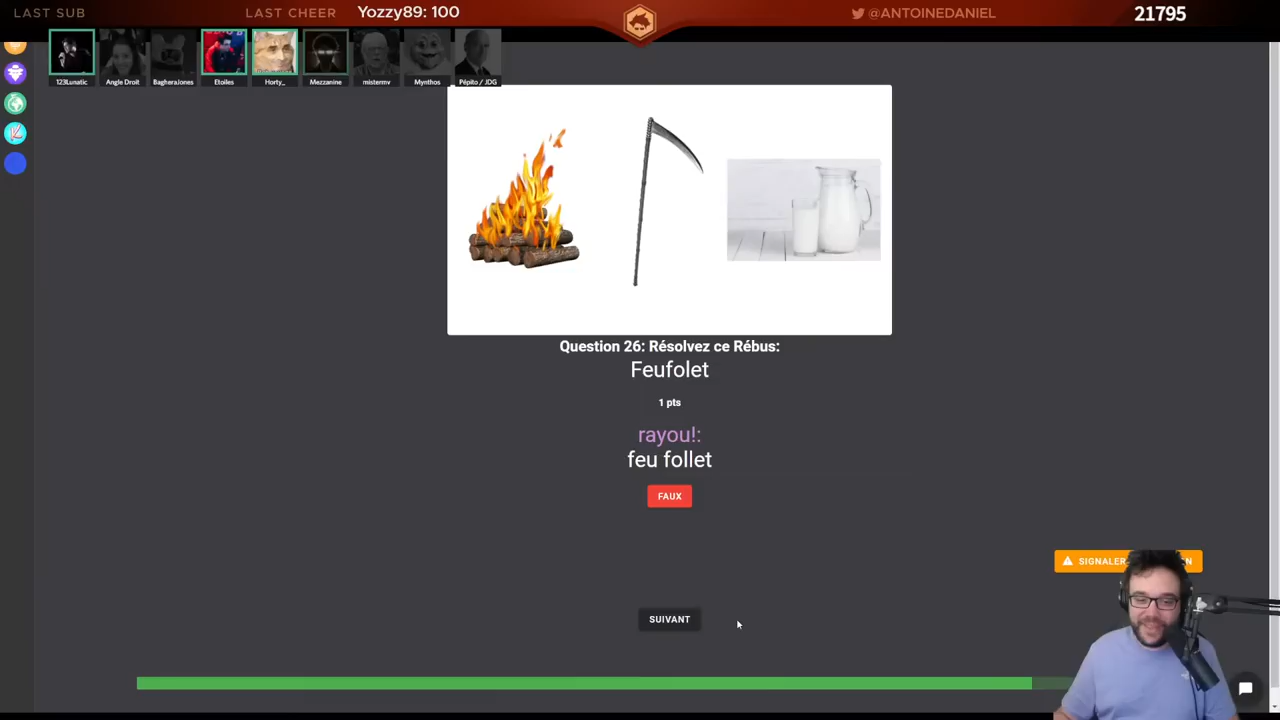 LAST SUB
LAST CHEER
Yozzy89: 100
@ANTOINEDANIEL
21795
123Lunatic
Angle Droit
BagheraJones
Etoiles
Horty_
Mezzanine
mistermv
Mynthos
Pépito / JDG
Question 26: Résolvez ce Rébus:
Feufolet
1 pts
rayou!:
feu follet
FAUX
SIGNALER
N
SUIVANT